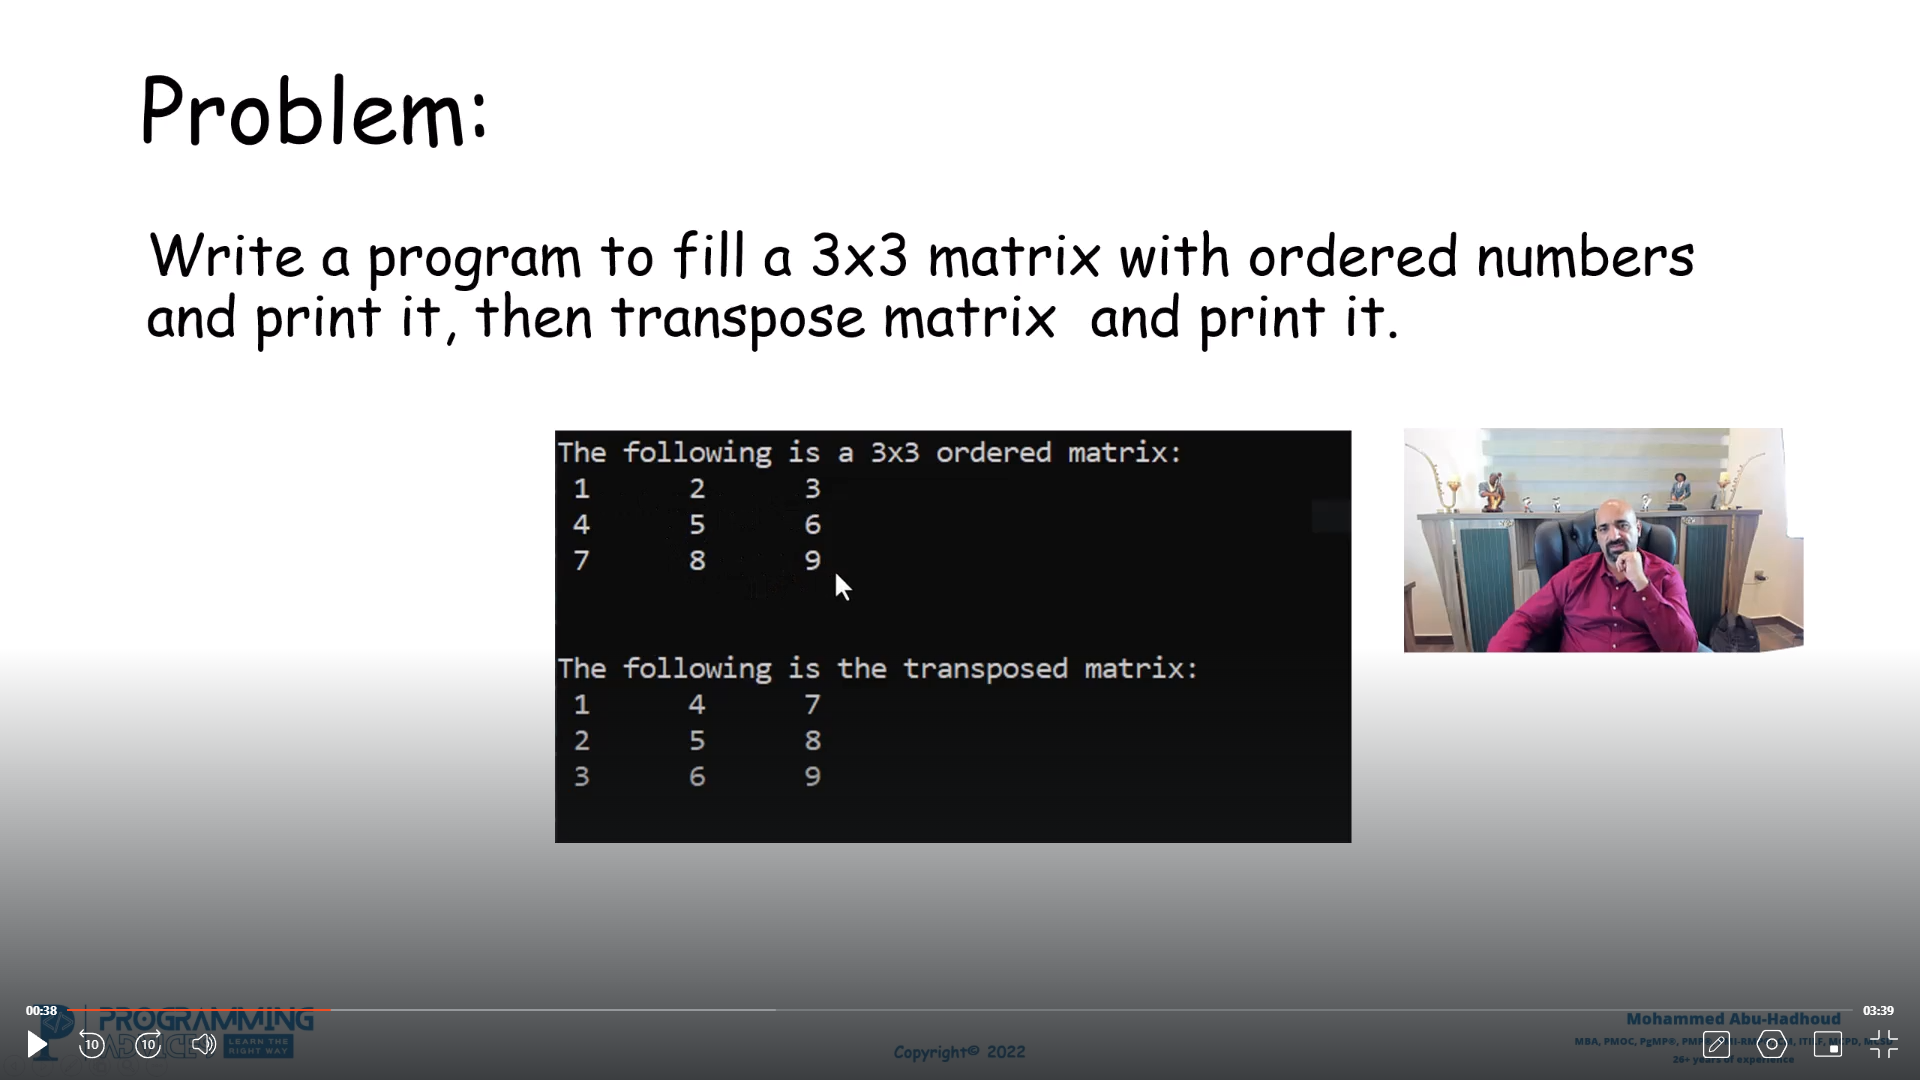 Problem:
Write a program to fill a 3x3 matrix with ordered numbers
and print it, then transpose matrix and print it.
The following is a 3x3 ordered matrix:
1 2 3
4 5 6
7 8 9
The following is the transposed matrix:
1 4 7
2 5 8
3 6 9
00:38
03:39
PROGRAMMING
LEARN THE
RIGHT WAY
10 10
Copyright© 2022
Mohammed Abu-Hadhoud
MBA, PMOC, PgMP®,
26+ years of experience